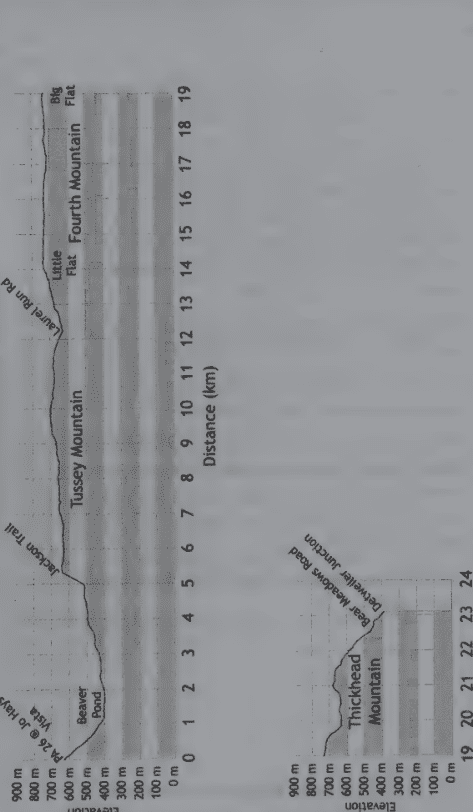 900 m
800 m
700 m
600 m
500 m
400 m
300 m
200 m
100 m
0 m
Elevation
PA 26 @ Jo Hays
Vista
Beaver
Pond
Jackson Trail
Tussey Mountain
Laurel Run Rd
Little
Flat
Fourth Mountain
Big
Flat
0 1 2 3 4 5 6 7 8 9 10 11 12 13 14 15 16 17 18 19
Distance (km)
900 m
800 m
700 m
600 m
500 m
400 m
300 m
200 m
100 m
0 m
Elevation
Thickhead
Mountain
Bear Meadows Road
Detweiler Junction
19 20 21 22 23 24